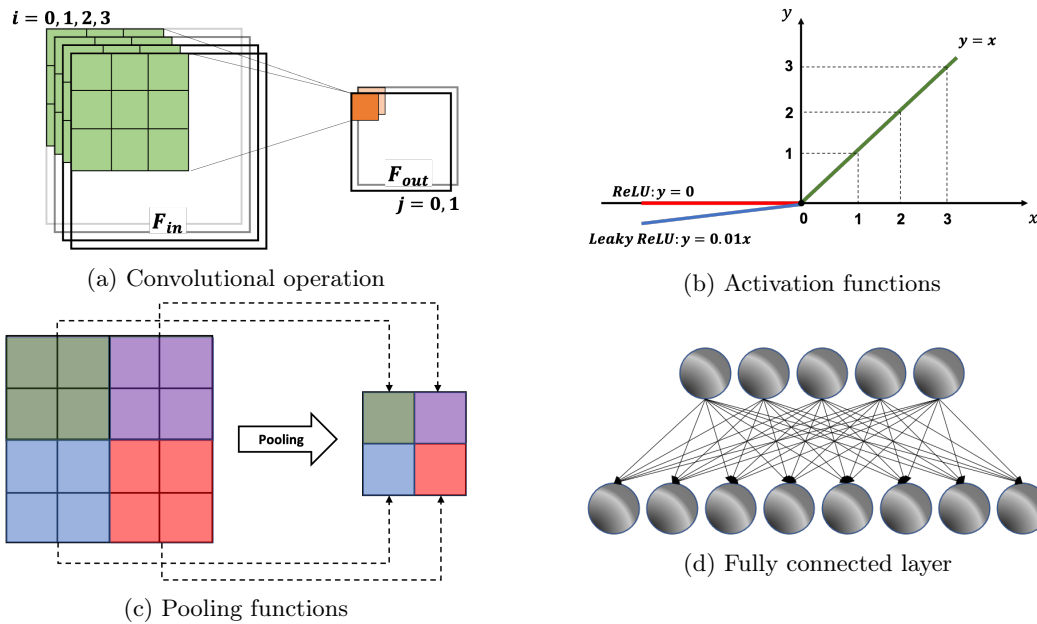 i = 0, 1, 2, 3
F_in
F_out
j = 0, 1
(a) Convolutional operation
y
y = x
3
2
1
ReLU: y = 0
0 1 2 3 x
Leaky ReLU: y = 0.01x
(b) Activation functions
Pooling
(c) Pooling functions
(d) Fully connected layer